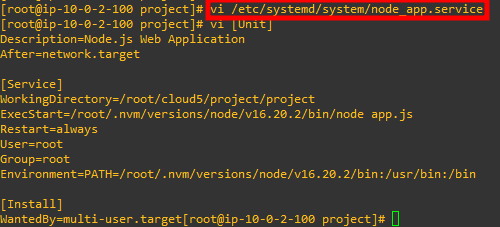 [root@ip-10-0-2-100 project]# vi /etc/systemd/system/node_app.service
[root@ip-10-0-2-100 project]# vi [Unit]
Description=Node.js Web Application
After=network.target
[Service]
WorkingDirectory=/root/cloud5/project/project
ExecStart=/root/.nvm/versions/node/v16.20.2/bin/node app.js
Restart=always
User=root
Group=root
Environment=PATH=/root/.nvm/versions/node/v16.20.2/bin:/usr/bin:/bin
[Install]
WantedBy=multi-user.target[root@ip-10-0-2-100 project]#